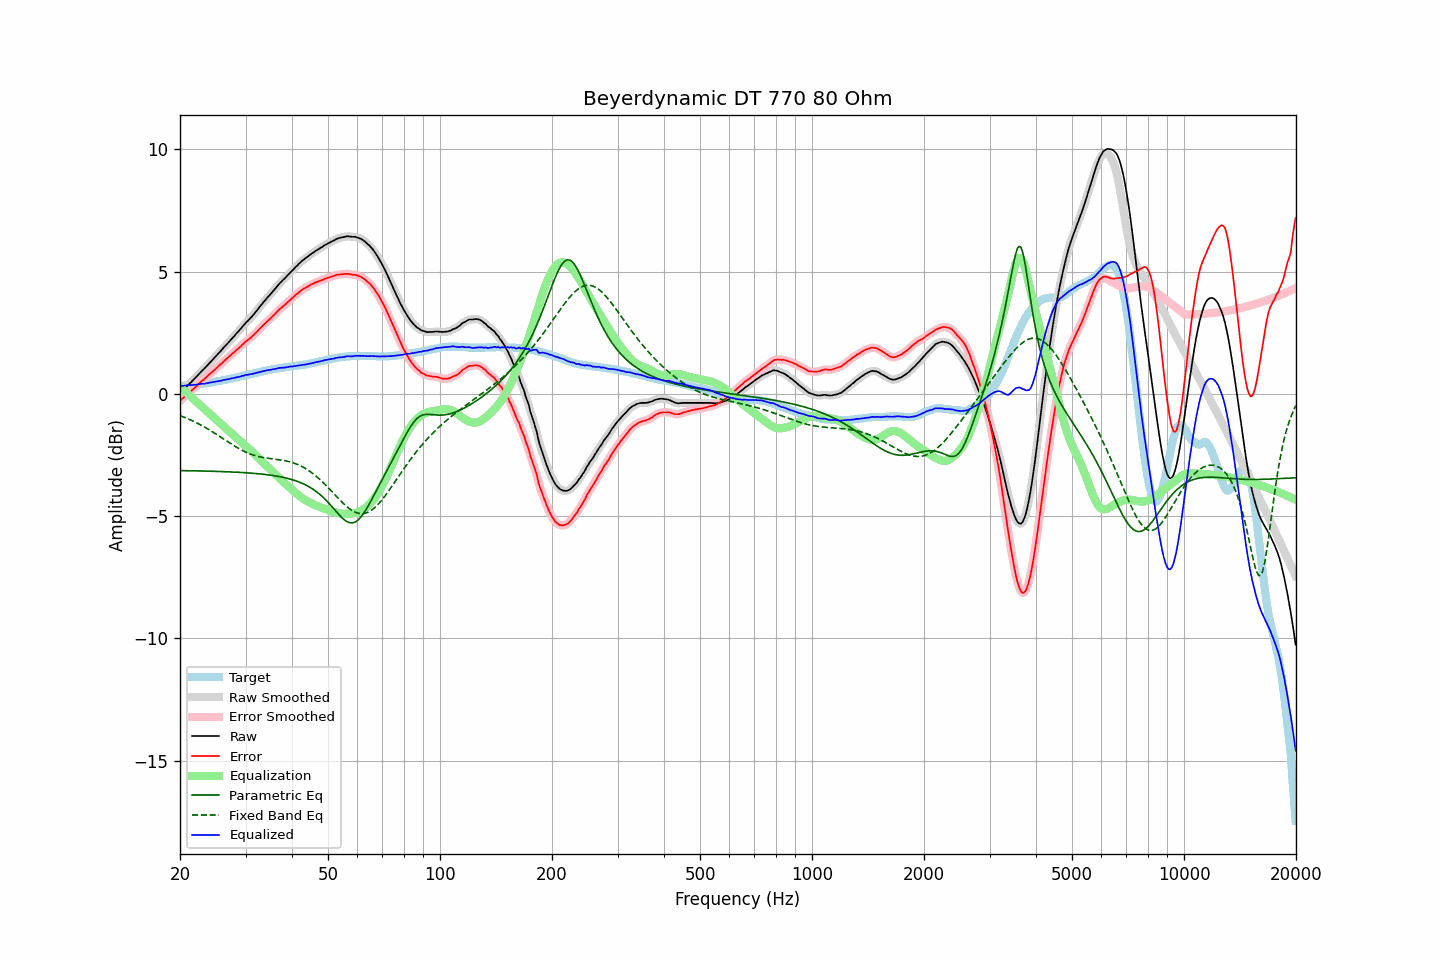 Beyerdynamic DT 770 80 Ohm
Amplitude (dBr)
10
5
0
−5
−10
−15
Target
Raw Smoothed
Error Smoothed
Raw
Error
Equalization
Parametric Eq
Fixed Band Eq
Equalized
20 50 100 200 500 1000 2000 5000 10000 20000
Frequency (Hz)